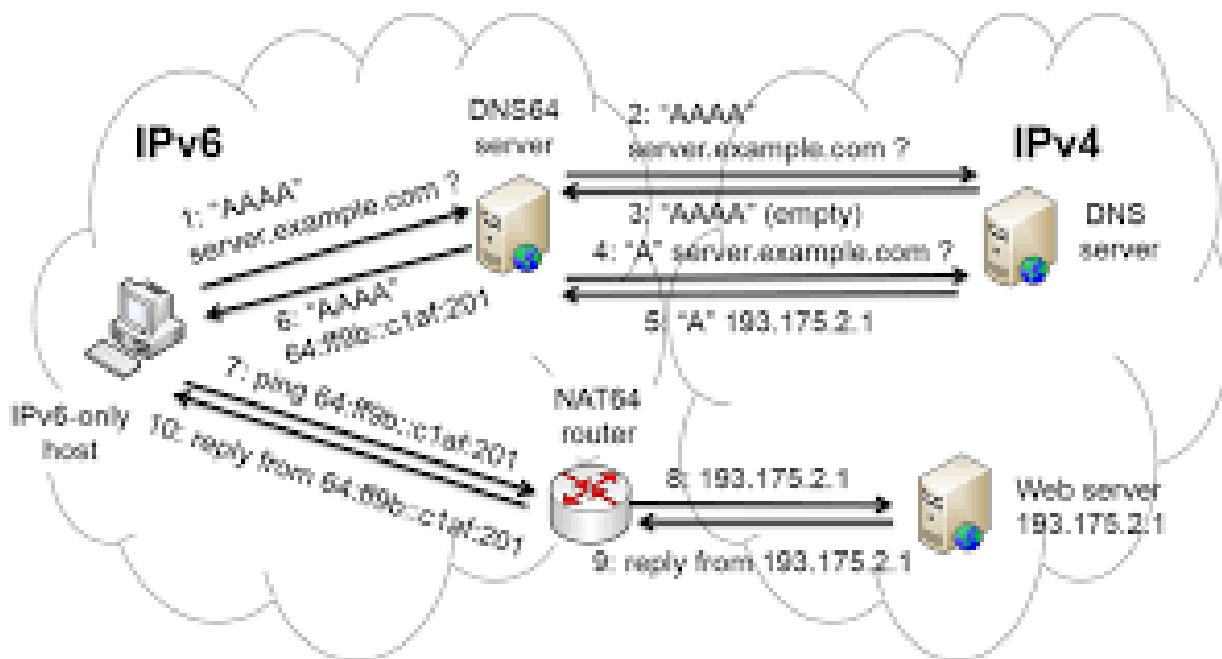 IPv6
DNS64
server
2: "AAAA"
server.example.com ?
IPv4
1: "AAAA"
server.example.com ?
3: "AAAA" (empty)
4: "A" server.example.com ?
DNS
server
6: "AAAA"
64:ff9b::c1af:201
5: "A" 193.175.2.1
IPv6-only
host
7: ping 64:ff9b::c1af:201
10: reply from 64:ff9b::c1af:201
NAT64
router
8: 193.175.2.1
Web server
193.175.2.1
9: reply from 193.175.2.1